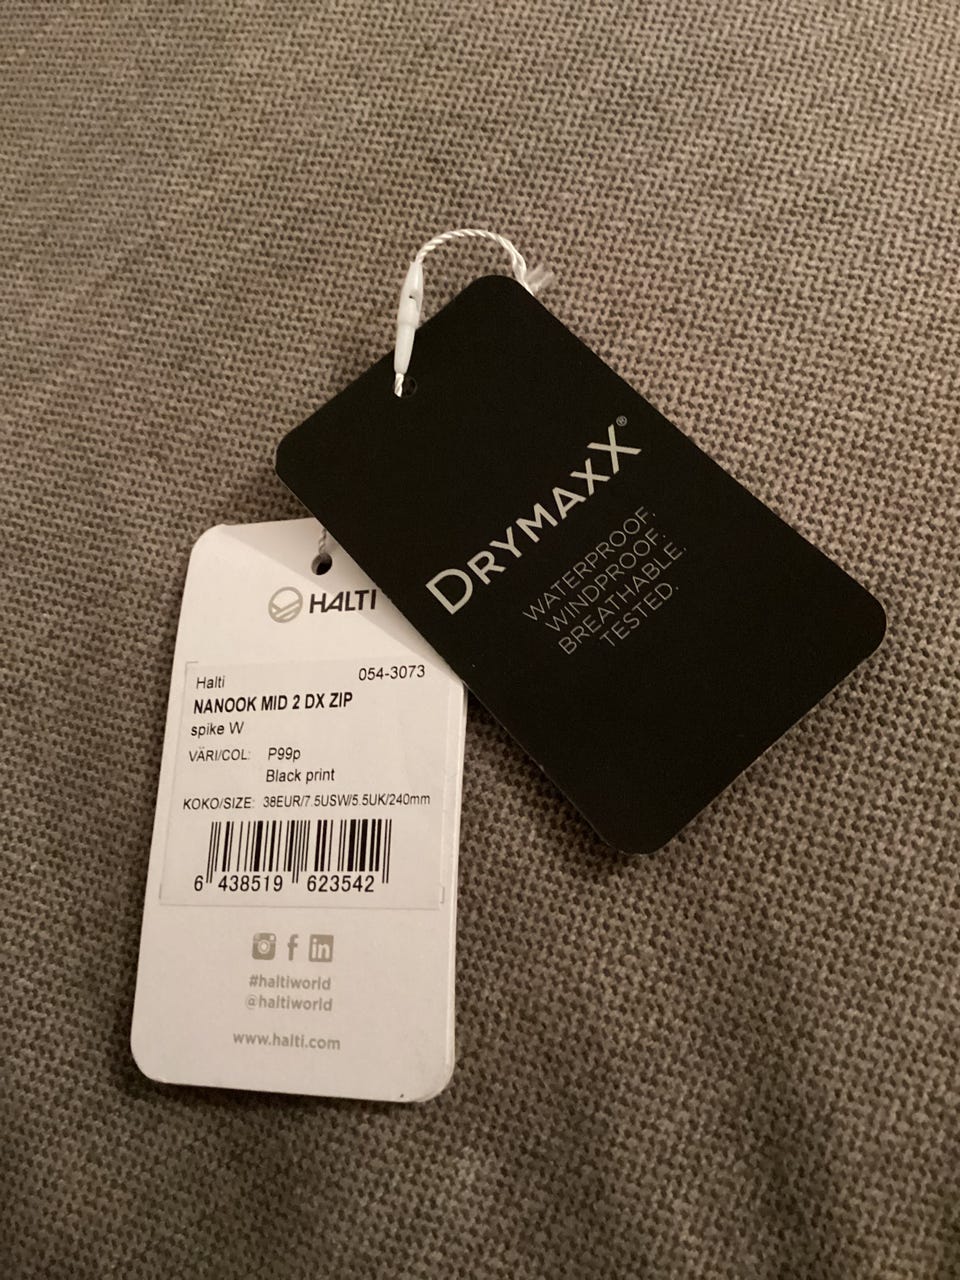 DRYMAXX®
WATERPROOF.
WINDPROOF.
BREATHABLE.
TESTED.
HALTI
Halti 054-3073
NANOOK MID 2 DX ZIP
spike W
VÄRI/COL: P99p
Black print
KOKO/SIZE: 38EUR/7.5USW/5.5UK/240mm
6 438519 623542
#haltiworld
@haltiworld
www.halti.com